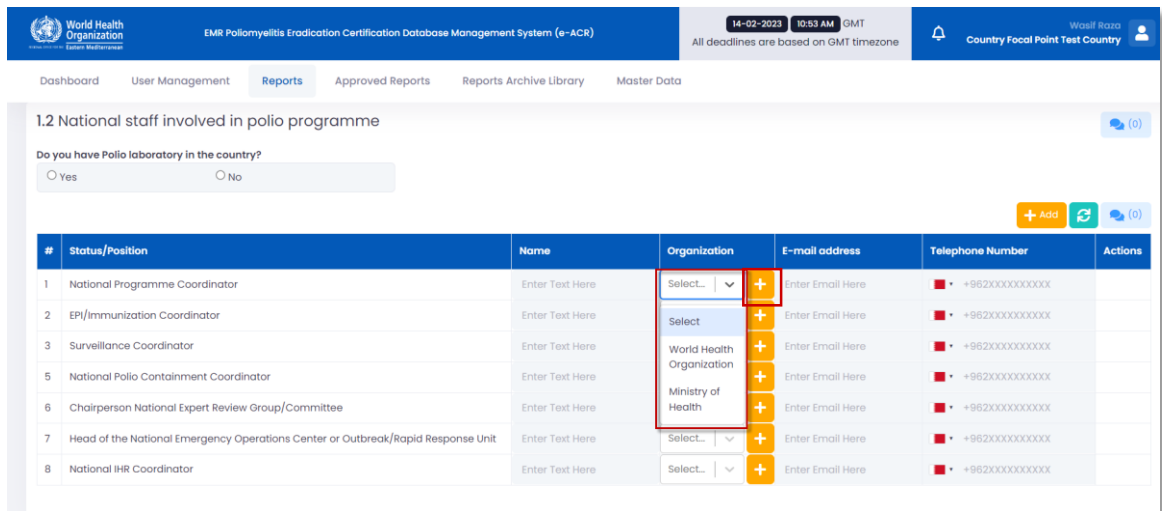 World Health
Organization
Eastern Mediterranean
EMR Poliomyelitis Eradication Certification Database Management System (e-ACR)
14-02-2023 10:53 AM GMT
All deadlines are based on GMT timezone
Wasif Raza
Country Focal Point Test Country
Dashboard User Management Reports Approved Reports Reports Archive Library Master Data
1.2 National staff involved in polio programme
(0)
Do you have Polio laboratory in the country?
Yes No
+ Add (0)
# Status/Position Name Organization E-mail address Telephone Number Actions
1 National Programme Coordinator Enter Text Here Select... + Enter Email Here +962XXXXXXXXXX
2 EPI/Immunization Coordinator Enter Text Here + Enter Email Here +962XXXXXXXXXX
3 Surveillance Coordinator Enter Text Here + Enter Email Here +962XXXXXXXXXX
5 National Polio Containment Coordinator Enter Text Here + Enter Email Here +962XXXXXXXXXX
6 Chairperson National Expert Review Group/Committee Enter Text Here + Enter Email Here +962XXXXXXXXXX
Select
World Health
Organization
Ministry of
Health
7 Head of the National Emergency Operations Center or Outbreak/Rapid Response Unit Enter Text Here Select... + Enter Email Here +962XXXXXXXXXX
8 National IHR Coordinator Enter Text Here Select... + Enter Email Here +962XXXXXXXXXX